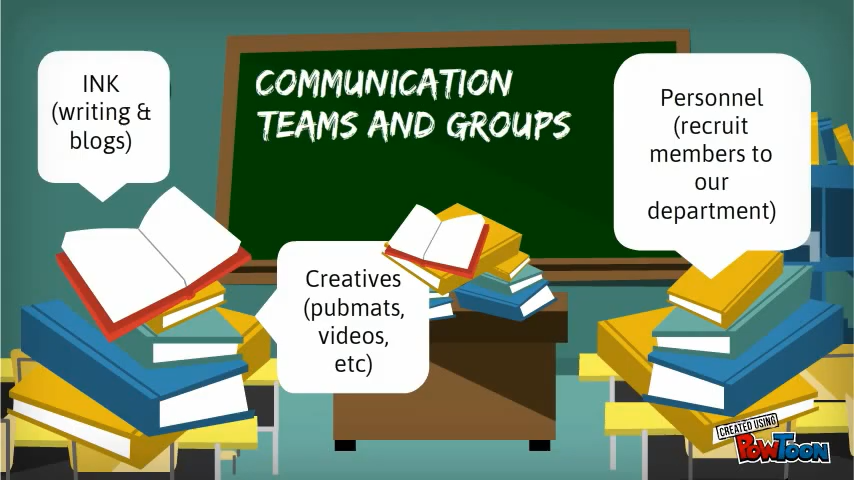 COMMUNICATION
TEAMS AND GROUPS
INK
(writing &
blogs)
Creatives
(pubmats,
videos,
etc)
Personnel
(recruit
members to
our
department)
CREATED USING
POWTOON